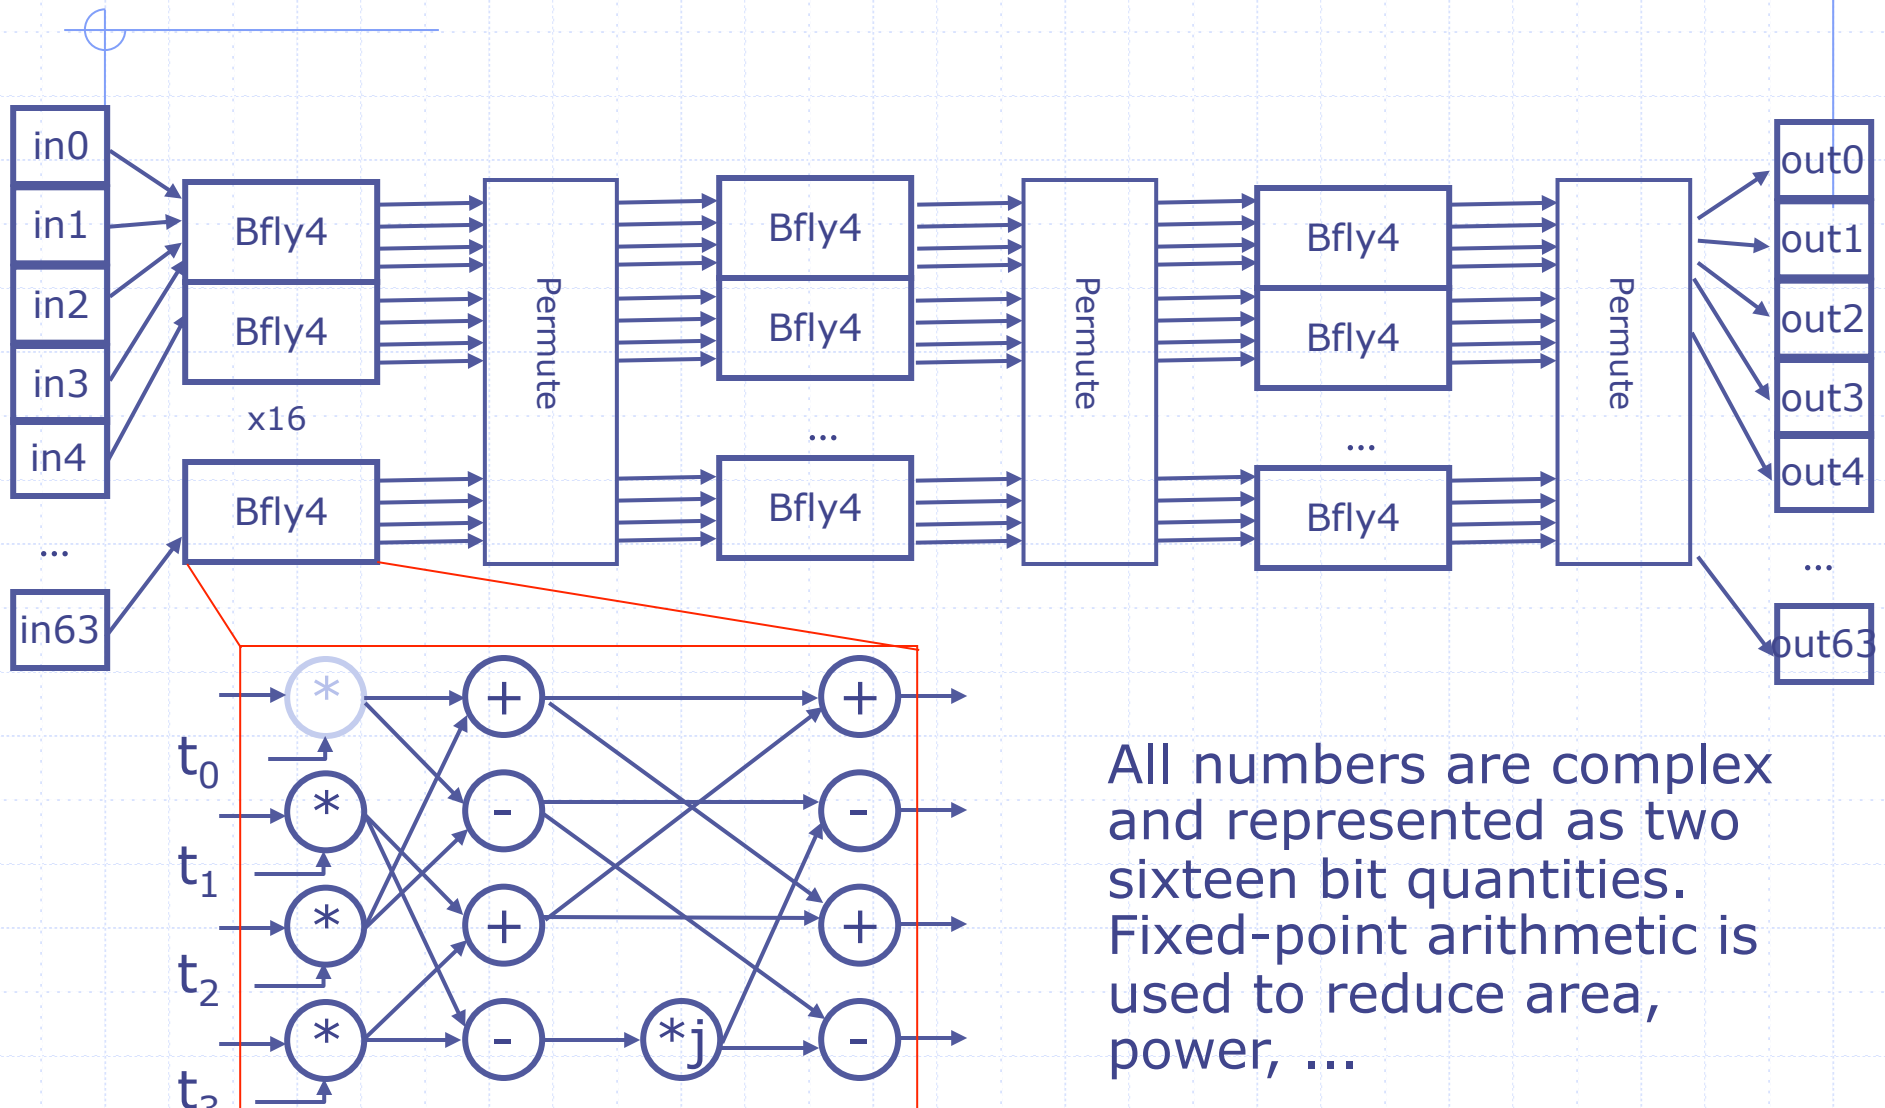 in0
in1
in2
in3
in4
...
in63
Bfly4
Bfly4
x16
Bfly4
Permute
Bfly4
Bfly4
...
Bfly4
Permute
Bfly4
Bfly4
...
Bfly4
Permute
out0
out1
out2
out3
out4
...
out63
* + +
t0
* - -
t1
* + +
t2
* - *j -
t3
All numbers are complex
and represented as two
sixteen bit quantities.
Fixed-point arithmetic is
used to reduce area,
power, ...